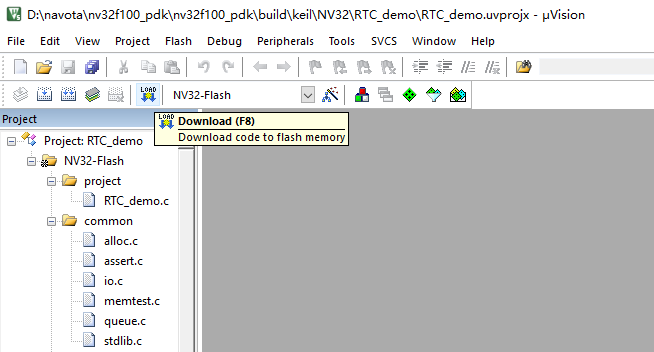 D:\navota\nv32f100_pdk\nv32f100_pdk\build\keil\NV32\RTC_demo\RTC_demo.uvprojx - µVision
File Edit View Project Flash Debug Peripherals Tools SVCS Window Help
LOAD NV32-Flash
Project
LOAD Download (F8)
Download code to flash memory
Project: RTC_demo
NV32-Flash
project
RTC_demo.c
common
alloc.c
assert.c
io.c
memtest.c
queue.c
stdlib.c